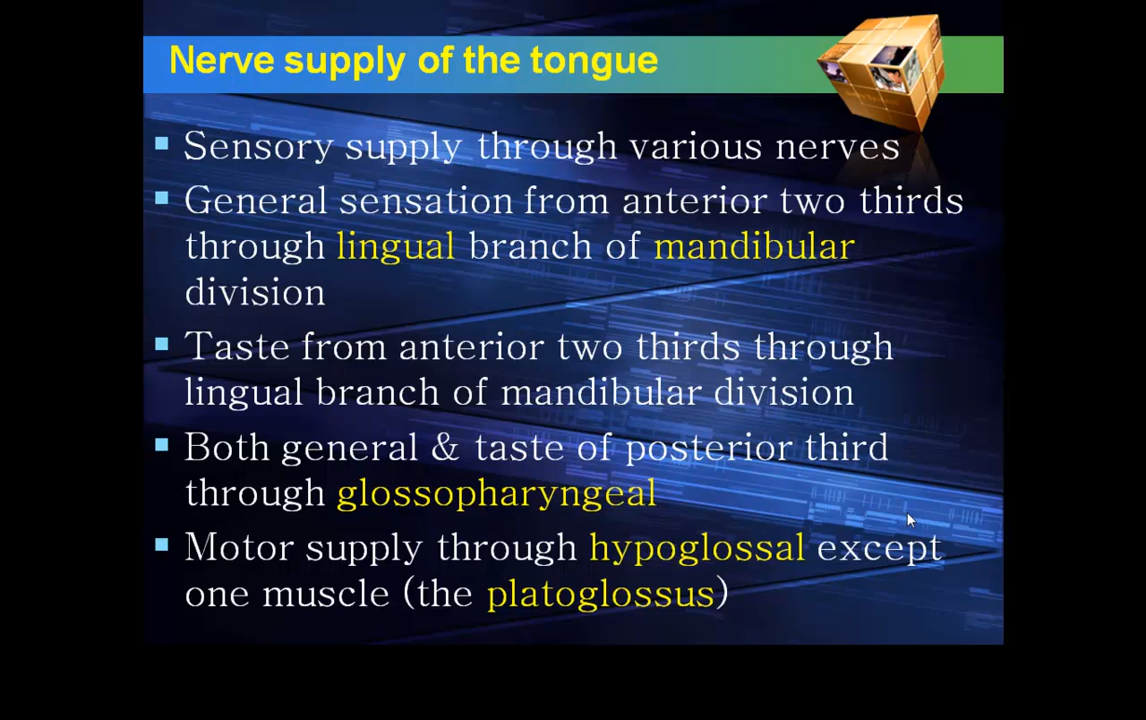 Nerve supply of the tongue
Sensory supply through various nerves
General sensation from anterior two thirds
through lingual branch of mandibular
division
Taste from anterior two thirds through
lingual branch of mandibular division
Both general & taste of posterior third
through glossopharyngeal
Motor supply through hypoglossal except
one muscle (the platoglossus)